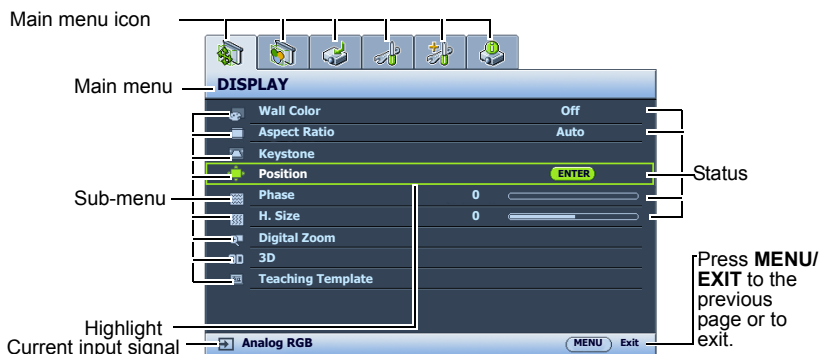 Main menu icon
Main menu
DISPLAY
Wall Color Off
Aspect Ratio Auto
Keystone
Position ENTER
Status
Sub-menu
Phase 0
H. Size 0
Digital Zoom
3D 3D
Teaching Template
Press MENU/
EXIT to the
previous
page or to
exit.
Highlight
Current input signal
Analog RGB
MENU Exit